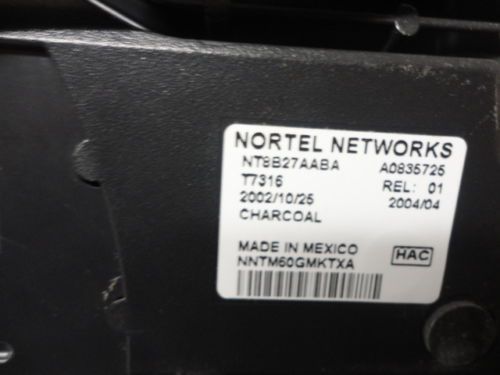 NORTEL NETWORKS
NT8B27AABA A0835725
T7316 REL: 01
2002/10/25 2004/04
CHARCOAL
MADE IN MEXICO HAC
NNTM60GMKTXA